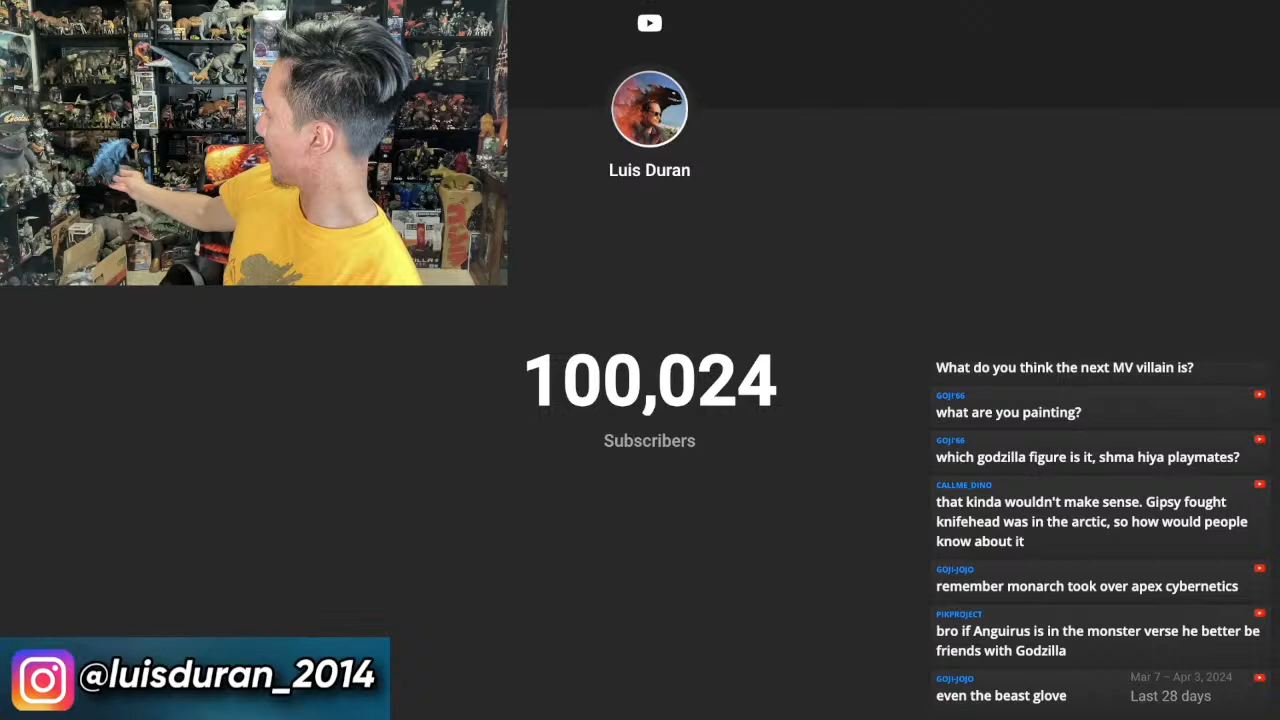 Luis Duran
100,024
Subscribers
What do you think the next MV villain is?
GOJI'66
what are you painting?
GOJI'66
which godzilla figure is it, shma hiya playmates?
CALLME_DINO
that kinda wouldn't make sense. Gipsy fought
knifehead was in the arctic, so how would people
know about it
GOJI-JOJO
remember monarch took over apex cybernetics
PIKPROJECT
bro if Anguirus is in the monster verse he better be
friends with Godzilla
GOJI-JOJO
even the beast glove
Mar 7 – Apr 3, 2024
Last 28 days
@luisduran_2014